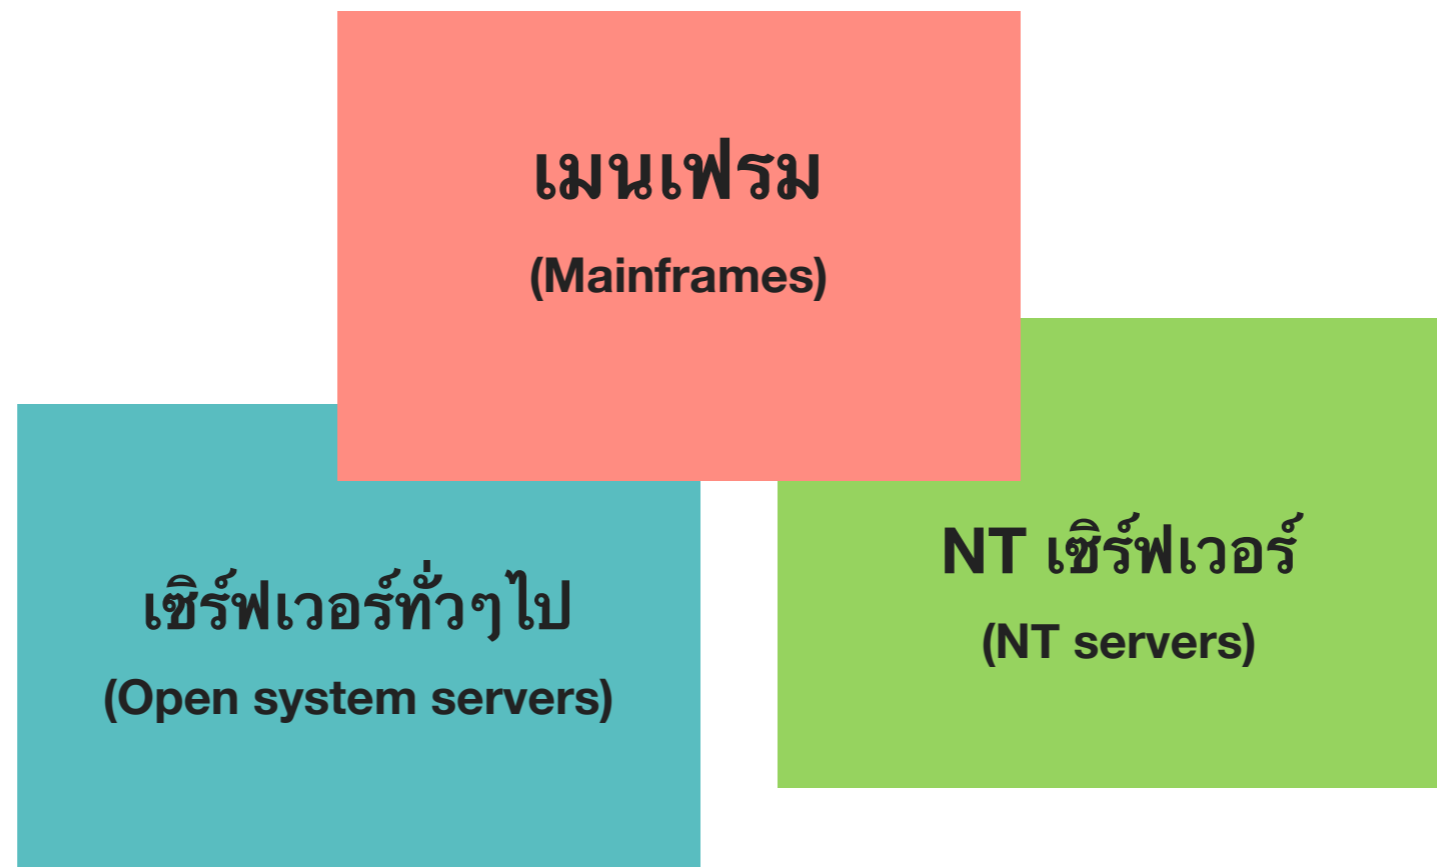 เมนเฟรม
(Mainframes)
NT เซิร์ฟเวอร์
(NT servers)
เซิร์ฟเวอร์ทั่วๆไป
(Open system servers)